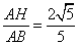 AH/AB = 2√5/5